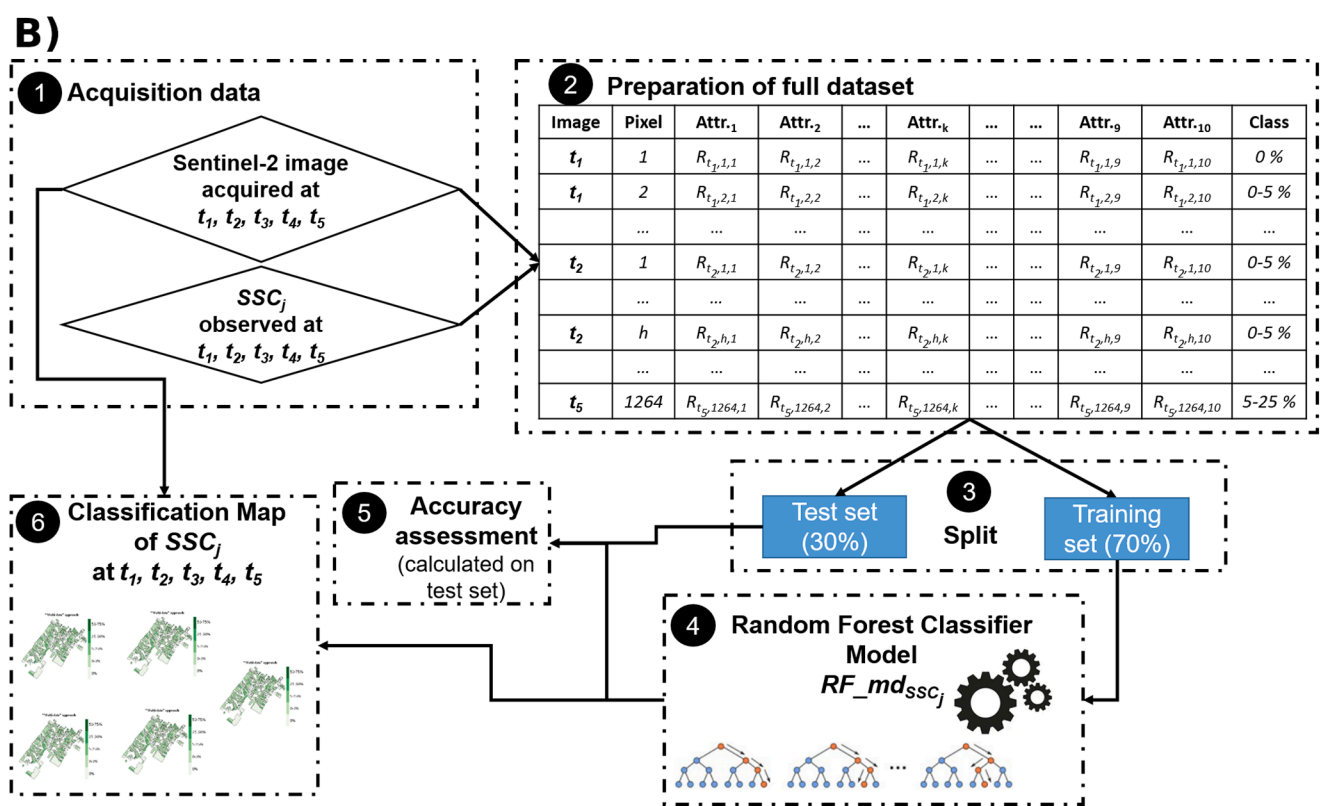 B)
1 Acquisition data
Sentinel-2 image
acquired at
t1, t2, t3, t4, t5
SSCj
observed at
t1, t2, t3, t4, t5
2 Preparation of full dataset
Image Pixel Attr.1 Attr.2 ... Attr.k ... ... Attr.9 Attr.10 Class
t1 1 Rt1,1,1 Rt1,1,2 ... Rt1,1,k ... ... Rt1,1,9 Rt1,1,10 0 %
t1 2 Rt1,2,1 Rt1,2,2 ... Rt1,2,k ... ... Rt1,2,9 Rt1,2,10 0-5 %
... ... ... ... ... ... ...
t2 1 Rt2,1,1 Rt2,1,2 ... Rt2,1,k ... ... Rt2,1,9 Rt2,1,10 0-5 %
... ... ... ... ... ... ...
t2 h Rt2,h,1 Rt2,h,2 ... Rt2,h,k ... ... Rt2,h,9 Rt2,h,10 0-5 %
... ... ... ... ... ... ...
t5 1264 Rt5,1264,1 Rt5,1264,2 ... Rt5,1264,k ... ... Rt5,1264,9 Rt5,1264,10 5-25 %
3
Split
Test set
(30%)
Training
set (70%)
4 Random Forest Classifier
Model
RF_mdSSCj
...
5 Accuracy
assessment
(calculated on
test set)
6 Classification Map
of SSCj
at t1, t2, t3, t4, t5